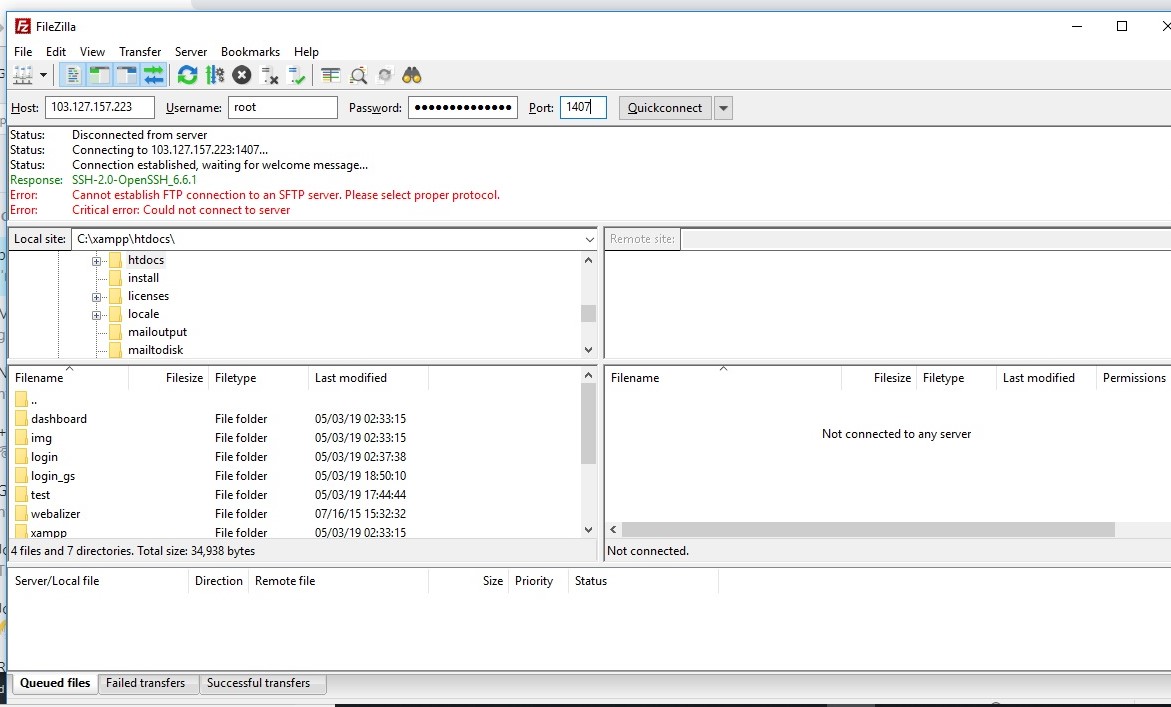 FileZilla
File Edit View Transfer Server Bookmarks Help
Host: 103.127.157.223 Username: root Password: ●●●●●●●●●●●●●● Port: 1407 Quickconnect
Status: Disconnected from server
Status: Connecting to 103.127.157.223:1407...
Status: Connection established, waiting for welcome message...
Response: SSH-2.0-OpenSSH_6.6.1
Error: Cannot establish FTP connection to an SFTP server. Please select proper protocol.
Error: Critical error: Could not connect to server
Local site: C:\xampp\htdocs\
Remote site:
htdocs
install
licenses
locale
mailoutput
mailtodisk
Filename Filesize Filetype Last modified
..
dashboard File folder 05/03/19 02:33:15
img File folder 05/03/19 02:33:15
login File folder 05/03/19 02:37:38
login_gs File folder 05/03/19 18:50:10
test File folder 05/03/19 17:44:44
webalizer File folder 07/16/15 15:32:32
xampp File folder 05/03/19 02:33:15
4 files and 7 directories. Total size: 34,938 bytes
Filename Filesize Filetype Last modified Permissions
Not connected to any server
Not connected.
Server/Local file Direction Remote file Size Priority Status
Queued files Failed transfers Successful transfers